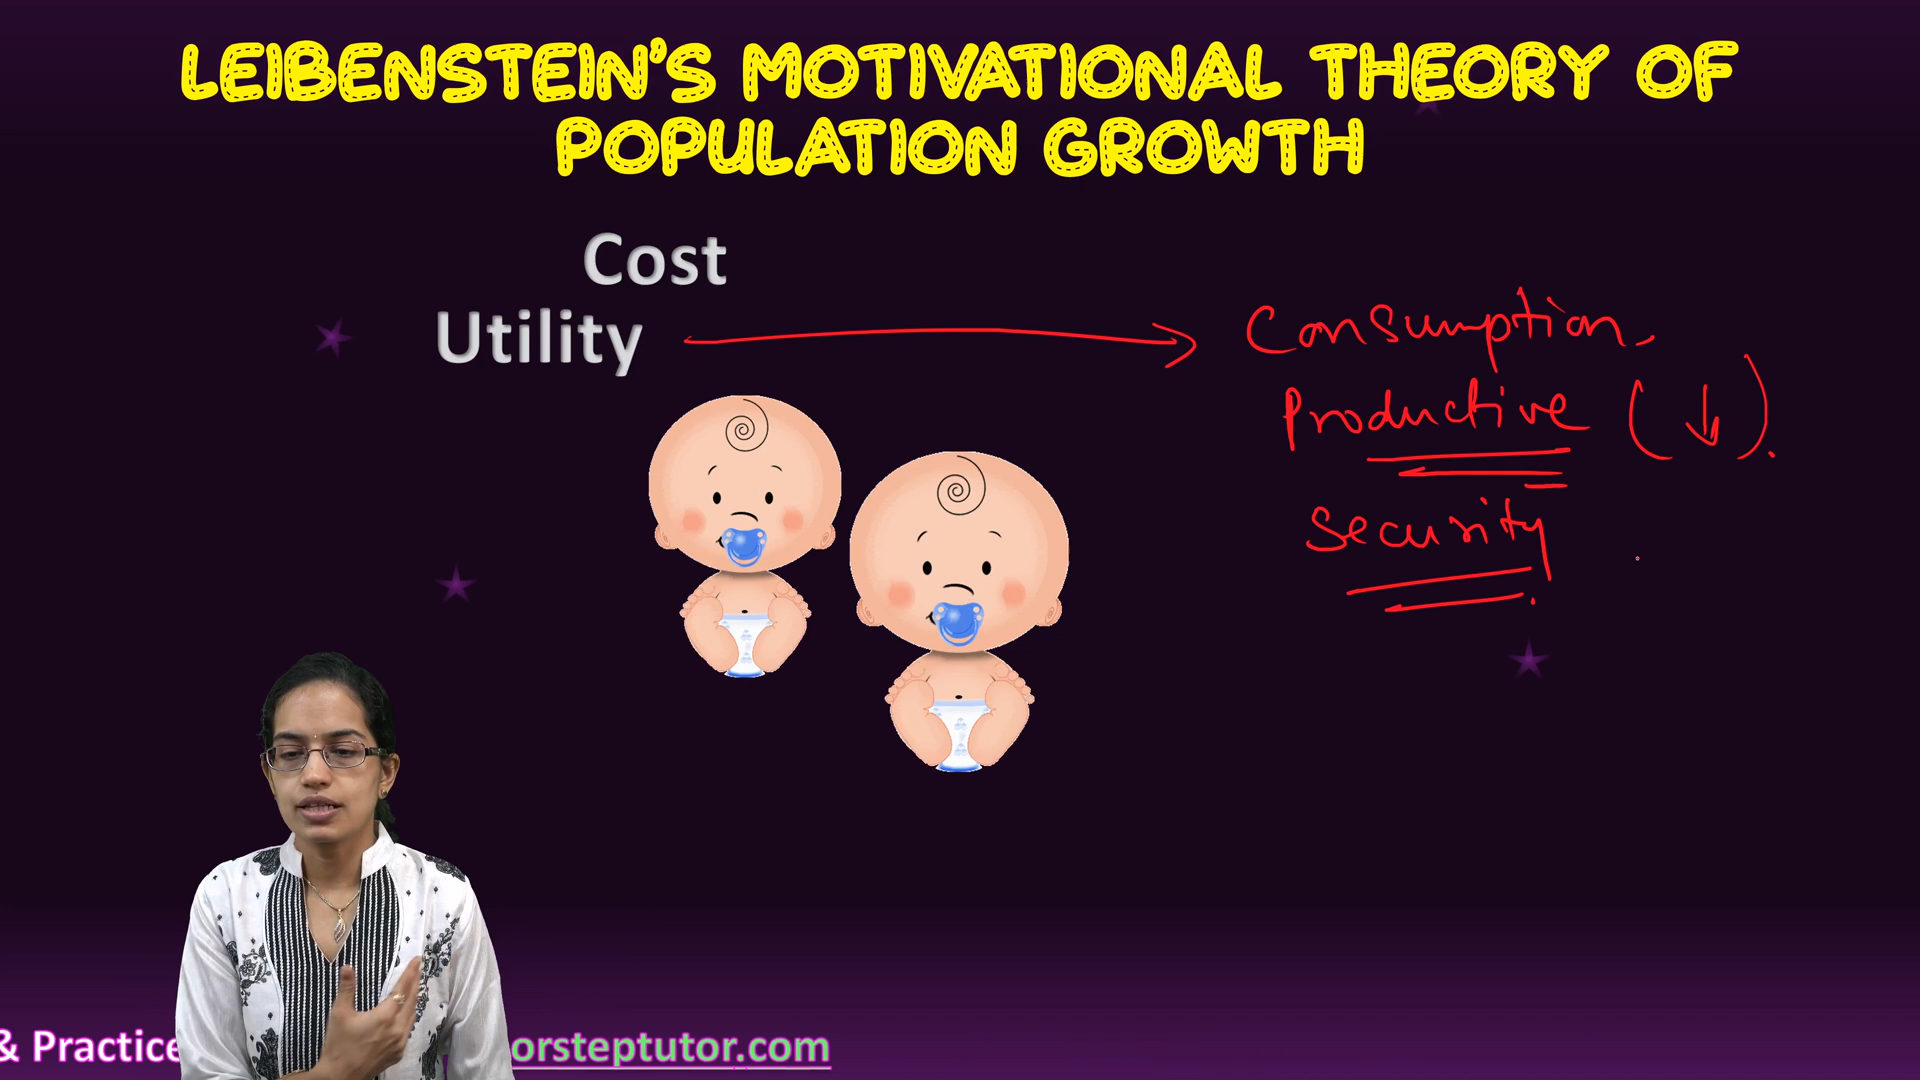 LEIBENSTEIN'S MOTIVATIONAL THEORY OF
POPULATION GROWTH
Cost
Utility
Consumption,
Productive (↓).
Security
& Practice
orsteptutor.com